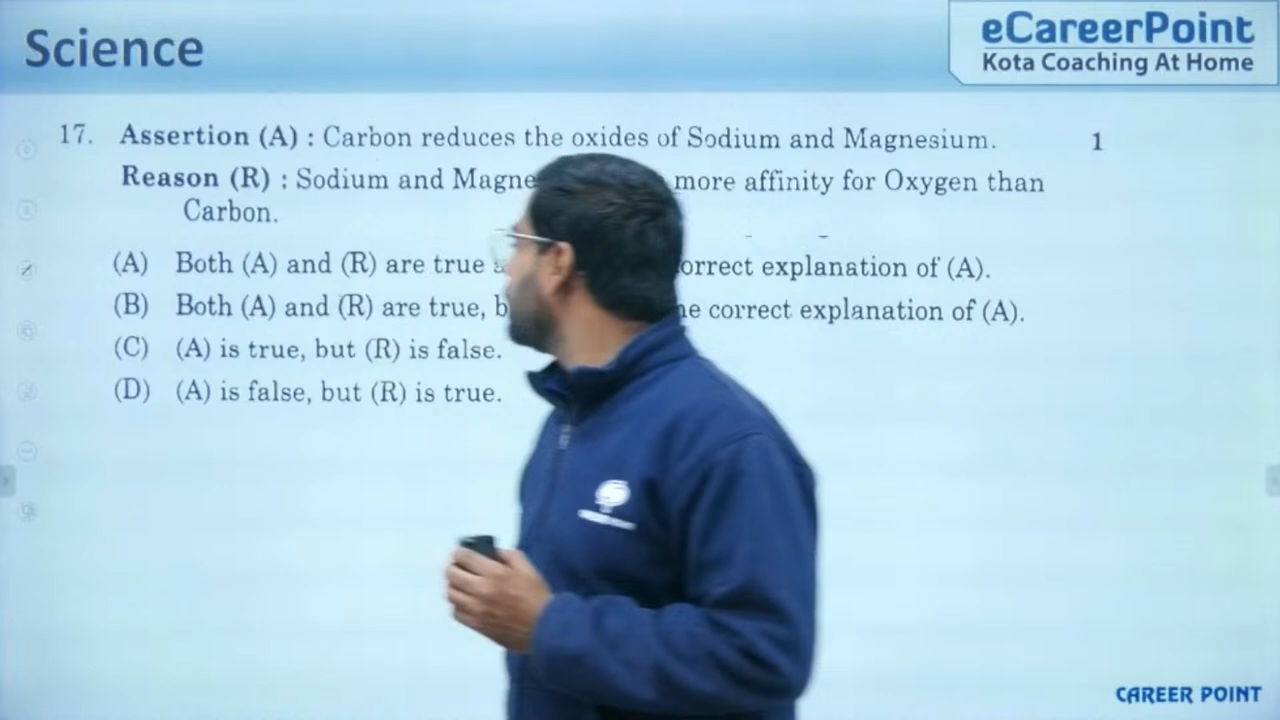 Science
eCareerPoint
Kota Coaching At Home
17. Assertion (A) : Carbon reduces the oxides of Sodium and Magnesium. 1
Reason (R) : Sodium and Magne more affinity for Oxygen than
Carbon.
(A) Both (A) and (R) are true orrect explanation of (A).
(B) Both (A) and (R) are true, b e correct explanation of (A).
(C) (A) is true, but (R) is false.
(D) (A) is false, but (R) is true.
CAREER POINT